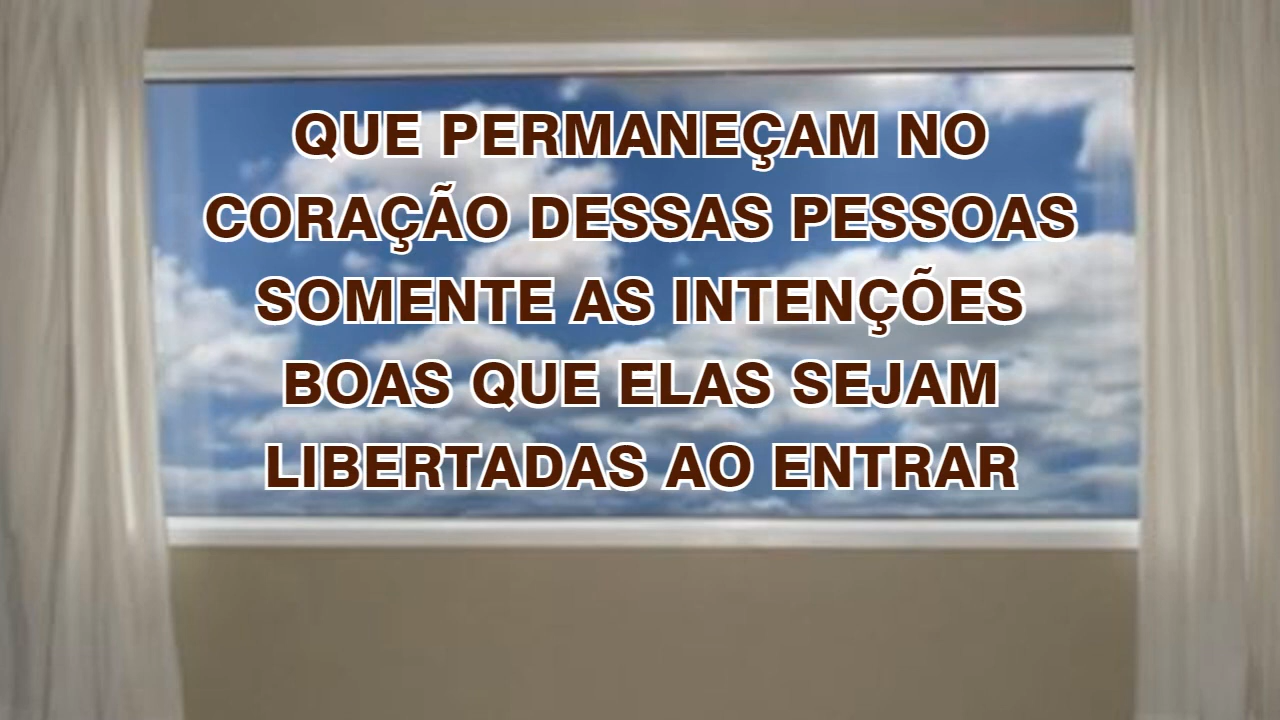 QUE PERMANEÇAM NO
CORAÇÃO DESSAS PESSOAS
SOMENTE AS INTENÇÕES
BOAS QUE ELAS SEJAM
LIBERTADAS AO ENTRAR